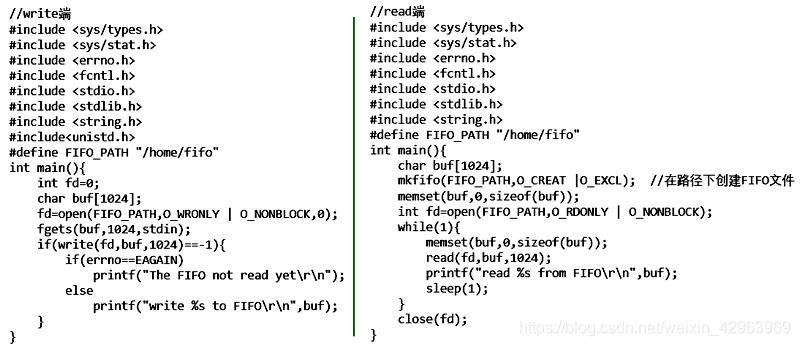 //write端
#include <sys/types.h>
#include <sys/stat.h>
#include <errno.h>
#include <fcntl.h>
#include <stdio.h>
#include <stdlib.h>
#include <string.h>
#include<unistd.h>
#define FIFO_PATH "/home/fifo"
int main(){
    int fd=0;
    char buf[1024];
    fd=open(FIFO_PATH,O_WRONLY | O_NONBLOCK,0);
    fgets(buf,1024,stdin);
    if(write(fd,buf,1024)==-1){
        if(errno==EAGAIN)
            printf("The FIFO not read yet\r\n");
        else
            printf("write %s to FIFO\r\n",buf);
    }
}
//read端
#include <sys/types.h>
#include <sys/stat.h>
#include <errno.h>
#include <fcntl.h>
#include <stdio.h>
#include <stdlib.h>
#include <string.h>
#define FIFO_PATH "/home/fifo"
int main(){
    char buf[1024];
    mkfifo(FIFO_PATH,O_CREAT |O_EXCL);  //在路径下创建FIFO文件
    memset(buf,0,sizeof(buf));
    int fd=open(FIFO_PATH,O_RDONLY | O_NONBLOCK);
    while(1){
        memset(buf,0,sizeof(buf));
        read(fd,buf,1024);
        printf("read %s from FIFO\r\n",buf);
        sleep(1);
    }
    close(fd);
}
https://blog.csdn.net/weixin_42963969